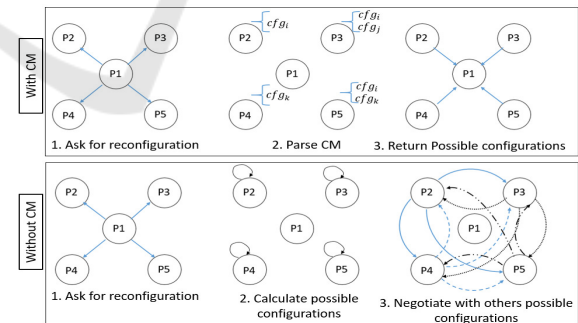 With CM
P2
P3
P1
P4
P5
1. Ask for reconfiguration
P2
cfg_i
P3
cfg_i
cfg_j
P1
P4
cfg_k
P5
cfg_i
cfg_k
2. Parse CM
P2
P3
P1
P4
P5
3. Return Possible configurations
Without CM
P2
P3
P1
P4
P5
1. Ask for reconfiguration
P2
P3
P1
P4
P5
2. Calculate possible
configurations
P2
P3
P1
P4
P5
3. Negotiate with others possible
configurations